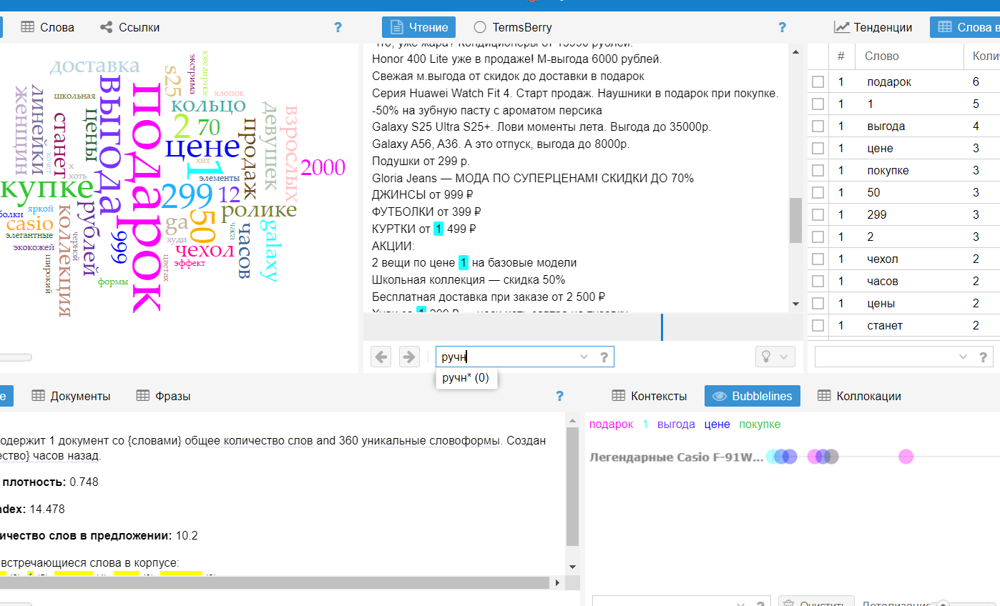 Слова
Ссылки
?
Чтение
TermsBerry
?
Тенденции
Слова в
доставка
экстрима
ювелирное
s25
хлопок
школьная
кольцо
женщин
линейки
станет
цены
выгода
подарок
2
70
продаж
девушек
взрослых
цене
2000
хочет
х
хоть
хит
1
элементы
купке
299
12
ролике
яркой
рублей
50
ga
casio
элегантные
экокожей
коллекция
черной
999
худи
чехол
эффект
часа
часов
galaxy
широкий
формы
цветах
что, уже жара? Кондиционеры от 13990 рублей.
Honor 400 Lite уже в продаже! М-выгода 6000 рублей.
Свежая м.выгода от скидок до доставки в подарок
Серия Huawei Watch Fit 4. Старт продаж. Наушники в подарок при покупке.
-50% на зубную пасту с ароматом персика
Galaxy S25 Ultra S25+. Лови моменты лета. Выгода до 35000р.
Galaxy A56, A36. А это отпуск, выгода до 8000р.
Подушки от 299 р.
Gloria Jeans — МОДА ПО СУПЕРЦЕНАМ! СКИДКИ ДО 70%
ДЖИНСЫ от 999 ₽
ФУТБОЛКИ от 399 ₽
КУРТКИ от 1 499 ₽
АКЦИИ:
2 вещи по цене 1 на базовые модели
Школьная коллекция — скидка 50%
Бесплатная доставка при заказе от 2 500 ₽
ручн
?
ручн* (0)
# Слово Коли
1 подарок 6
1 1 5
1 выгода 4
1 цене 3
1 покупке 3
1 50 3
1 299 3
1 2 3
1 чехол 2
1 часов 2
1 цены 2
1 станет 2
?
е
Документы
Фразы
?
одержит 1 документ со {словами} общее количество слов and 360 уникальные словоформы. Создан
ество} часов назад.
плотность: 0.748
ndex: 14.478
ичество слов в предложении: 10.2
встречающиеся слова в корпусе:
Контексты
Bubblelines
Коллокации
подарок 1 выгода цене покупке
Легендарные Casio F-91W...
?
Очистить
Детализация